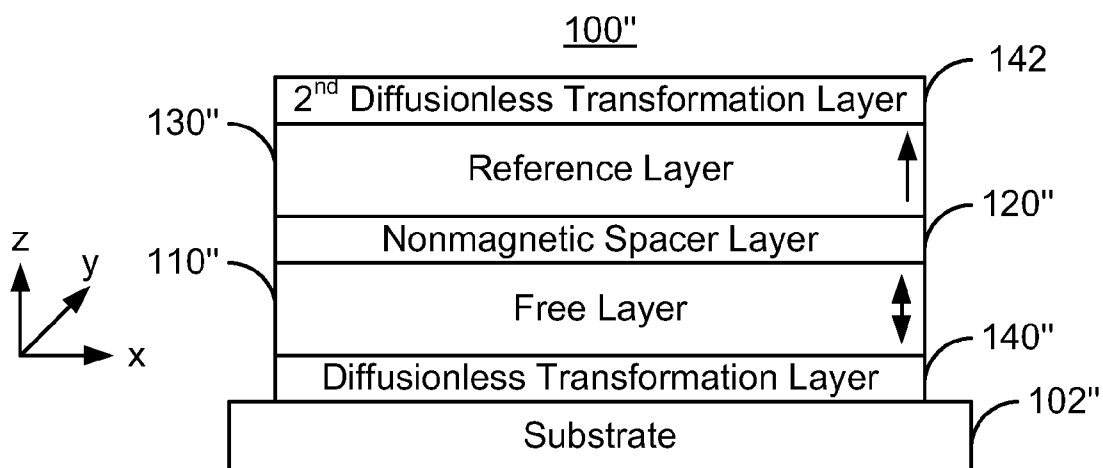 100"
142
2nd Diffusionless Transformation Layer
130"
Reference Layer
120"
Nonmagnetic Spacer Layer
z
y
110"
Free Layer
x
140"
Diffusionless Transformation Layer
102"
Substrate